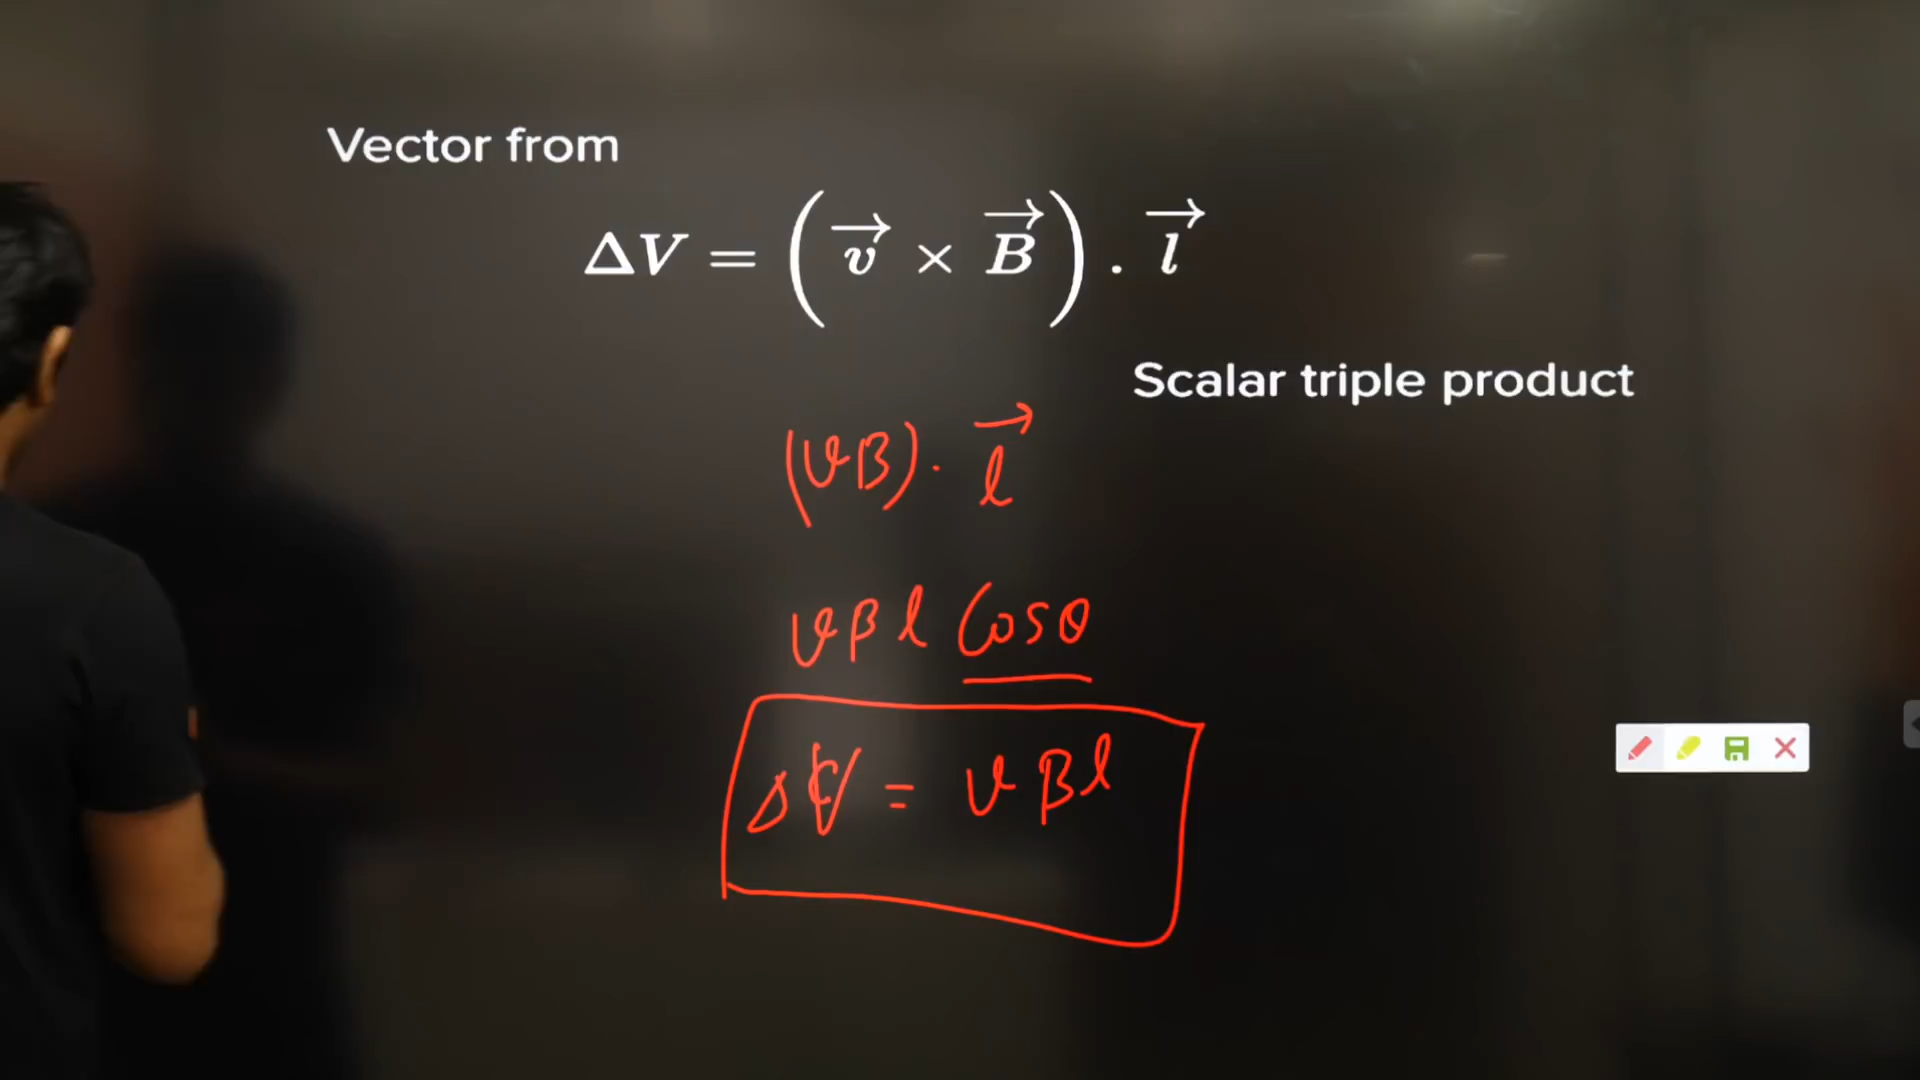 Vector from
ΔV = (v⃗ × B⃗) . l⃗
Scalar triple product
(vB) . l⃗
vBl Cosθ
ΔV = vBl